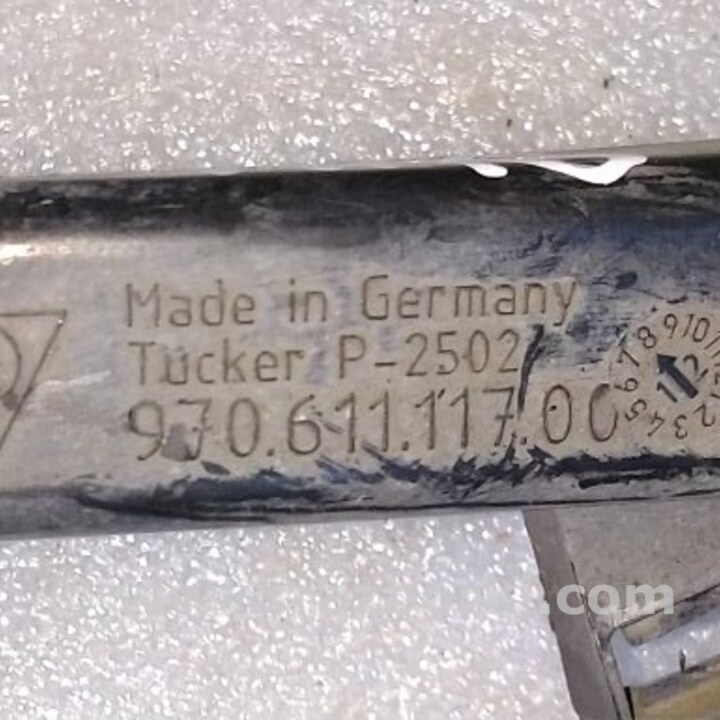 Made in Germany
Tucker P-2502
970.611.117.00
.com